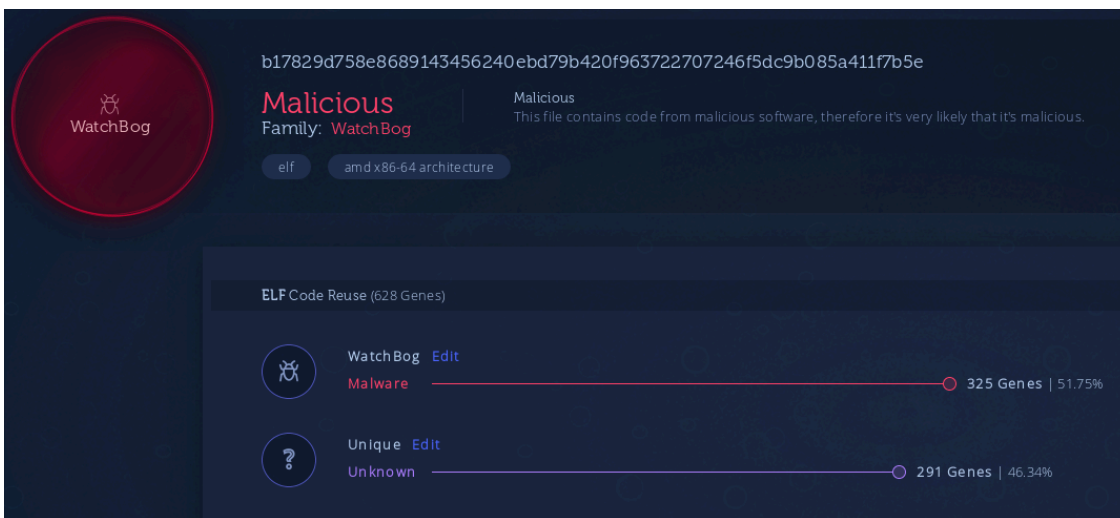 WatchBog
b17829d758e8689143456240ebd79b420f963722707246f5dc9b085a411f7b5e
Malicious
Family: WatchBog
Malicious
This file contains code from malicious software, therefore it's very likely that it's malicious.
elf
amd x86-64 architecture
ELF Code Reuse (628 Genes)
WatchBog Edit
Malware 325 Genes | 51.75%
?
Unique Edit
Unknown 291 Genes | 46.34%